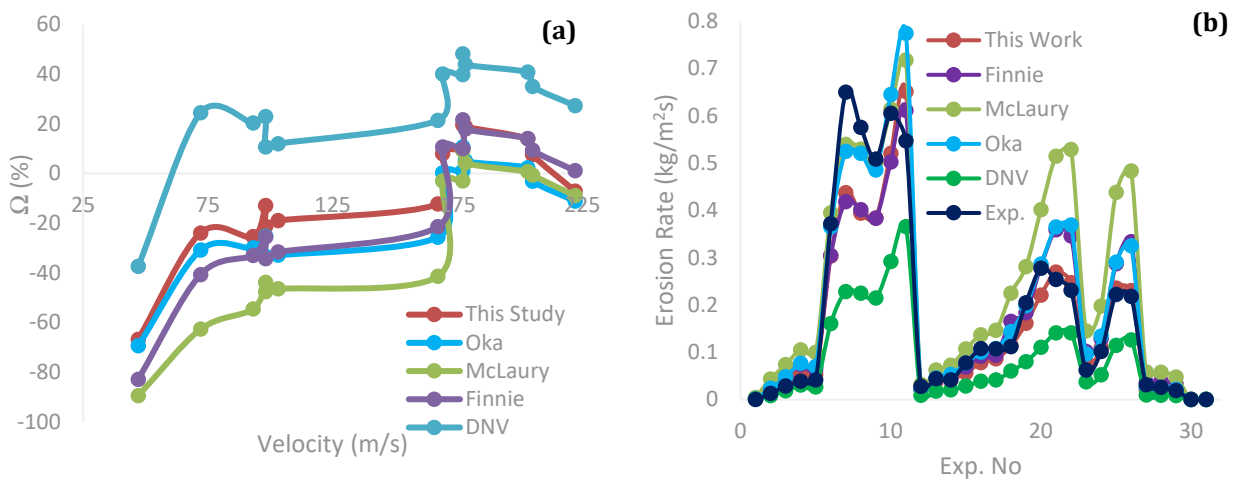 (a)
Ω (%)
60
40
20
0
-20
-40
-60
-80
-100
25
75
125
175
225
Velocity (m/s)
This Study
Oka
McLaury
Finnie
DNV
(b)
Erosion Rate (kg/m²s)
0.8
0.7
0.6
0.5
0.4
0.3
0.2
0.1
0
0
10
20
30
Exp. No
This Work
Finnie
McLaury
Oka
DNV
Exp.